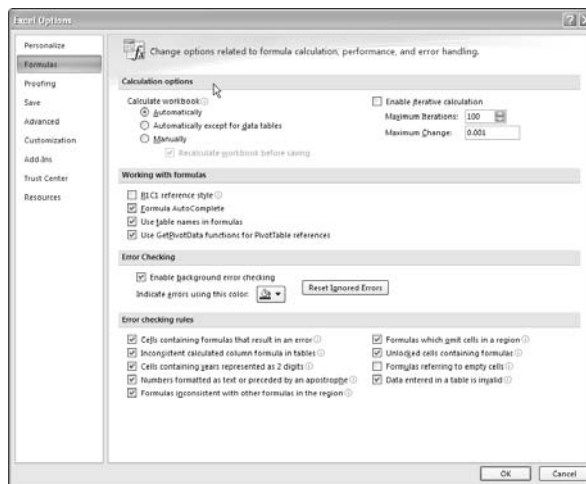 Excel Options
Personalize
Formulas
Proofing
Save
Advanced
Customization
Add-Ins
Trust Center
Resources
Change options related to formula calculation, performance, and error handling.
Calculation options
Calculate workbook
Automatically
Automatically except for data tables
Manually
Recalculate workbook before saving
Enable iterative calculation
Maximum Iterations: 100
Maximum Change: 0.001
Working with formulas
R1C1 reference style
Formula AutoComplete
Use table names in formulas
Use GetPivotData functions for PivotTable references
Error Checking
Enable background error checking
Indicate errors using this color:
Reset Ignored Errors
Error checking rules
Cells containing formulas that result in an error
Inconsistent calculated column formula in tables
Cells containing years represented as 2 digits
Numbers formatted as text or preceded by an apostrophe
Formulas inconsistent with other formulas in the region
Formulas which omit cells in a region
Unlocked cells containing formulas
Formulas referring to empty cells
Data entered in a table is invalid
OK
Cancel